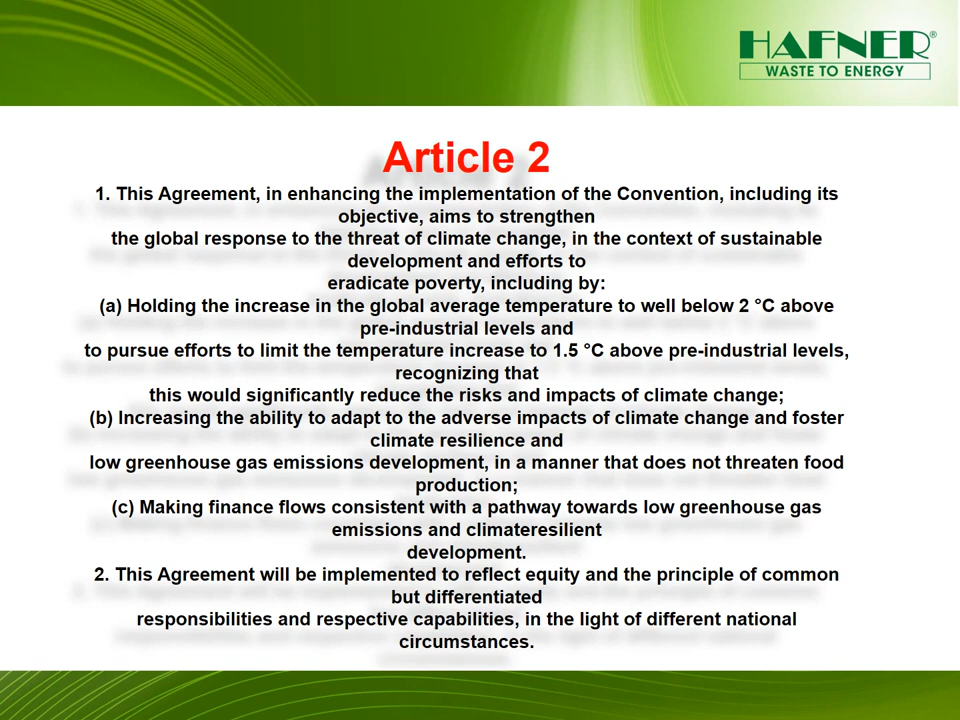 HAFNER®
WASTE TO ENERGY
Article 2
1. This Agreement, in enhancing the implementation of the Convention, including its
objective, aims to strengthen
the global response to the threat of climate change, in the context of sustainable
development and efforts to
eradicate poverty, including by:
(a) Holding the increase in the global average temperature to well below 2 °C above
pre-industrial levels and
to pursue efforts to limit the temperature increase to 1.5 °C above pre-industrial levels,
recognizing that
this would significantly reduce the risks and impacts of climate change;
(b) Increasing the ability to adapt to the adverse impacts of climate change and foster
climate resilience and
low greenhouse gas emissions development, in a manner that does not threaten food
production;
(c) Making finance flows consistent with a pathway towards low greenhouse gas
emissions and climateresilient
development.
2. This Agreement will be implemented to reflect equity and the principle of common
but differentiated
responsibilities and respective capabilities, in the light of different national
circumstances.